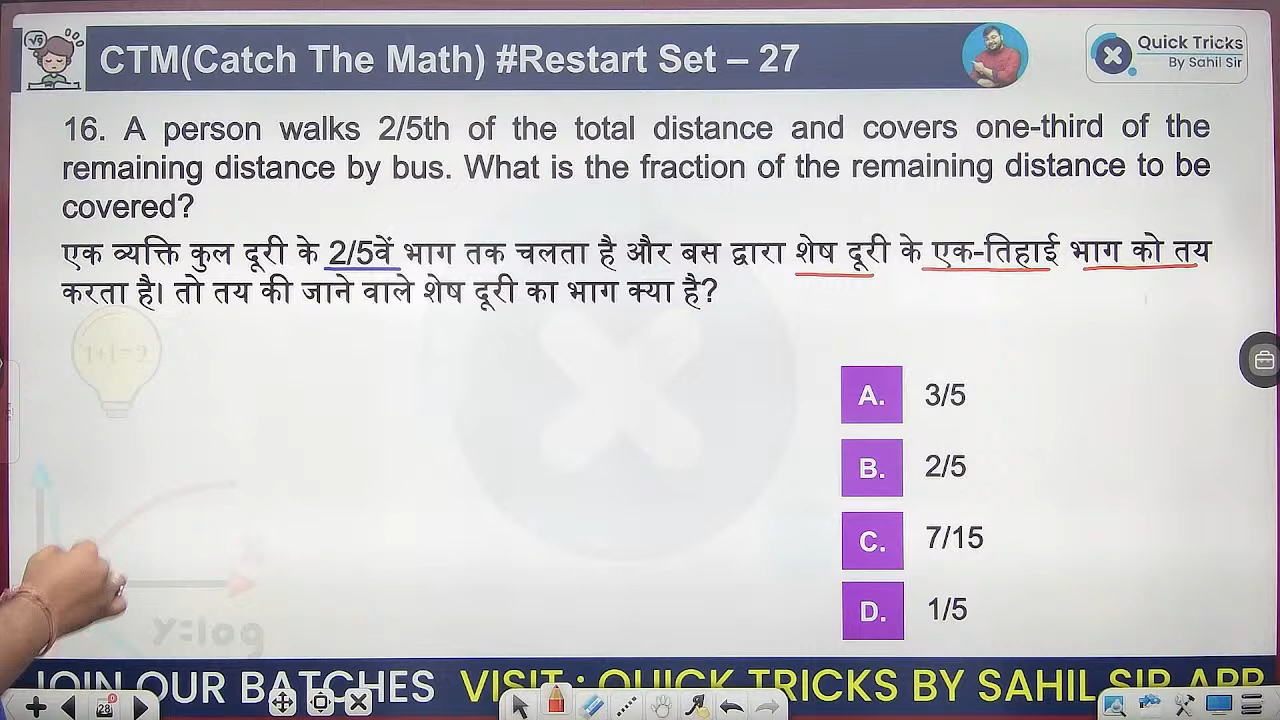 CTM(Catch The Math) #Restart Set – 27
Quick Tricks
By Sahil Sir
16. A person walks 2/5th of the total distance and covers one-third of the
remaining distance by bus. What is the fraction of the remaining distance to be
covered?
एक व्यक्ति कुल दूरी के 2/5वें भाग तक चलता है और बस द्वारा शेष दूरी के एक-तिहाई भाग को तय
करता है। तो तय की जाने वाले शेष दूरी का भाग क्या है?
A. 3/5
B. 2/5
C. 7/15
D. 1/5
y=log
JOIN OUR BATCHES VISIT : QUICK TRICKS BY SAHIL SIR APP